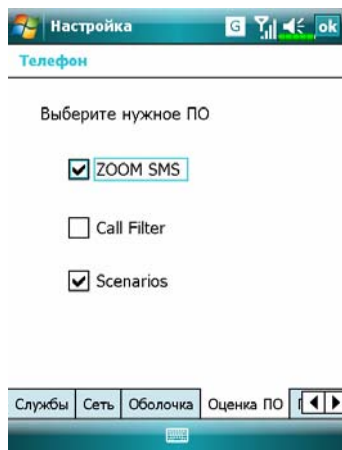 Настройка G ok
Телефон
Выберите нужное ПО
ZOOM SMS
Call Filter
Scenarios
Службы Сеть Оболочка Оценка ПО